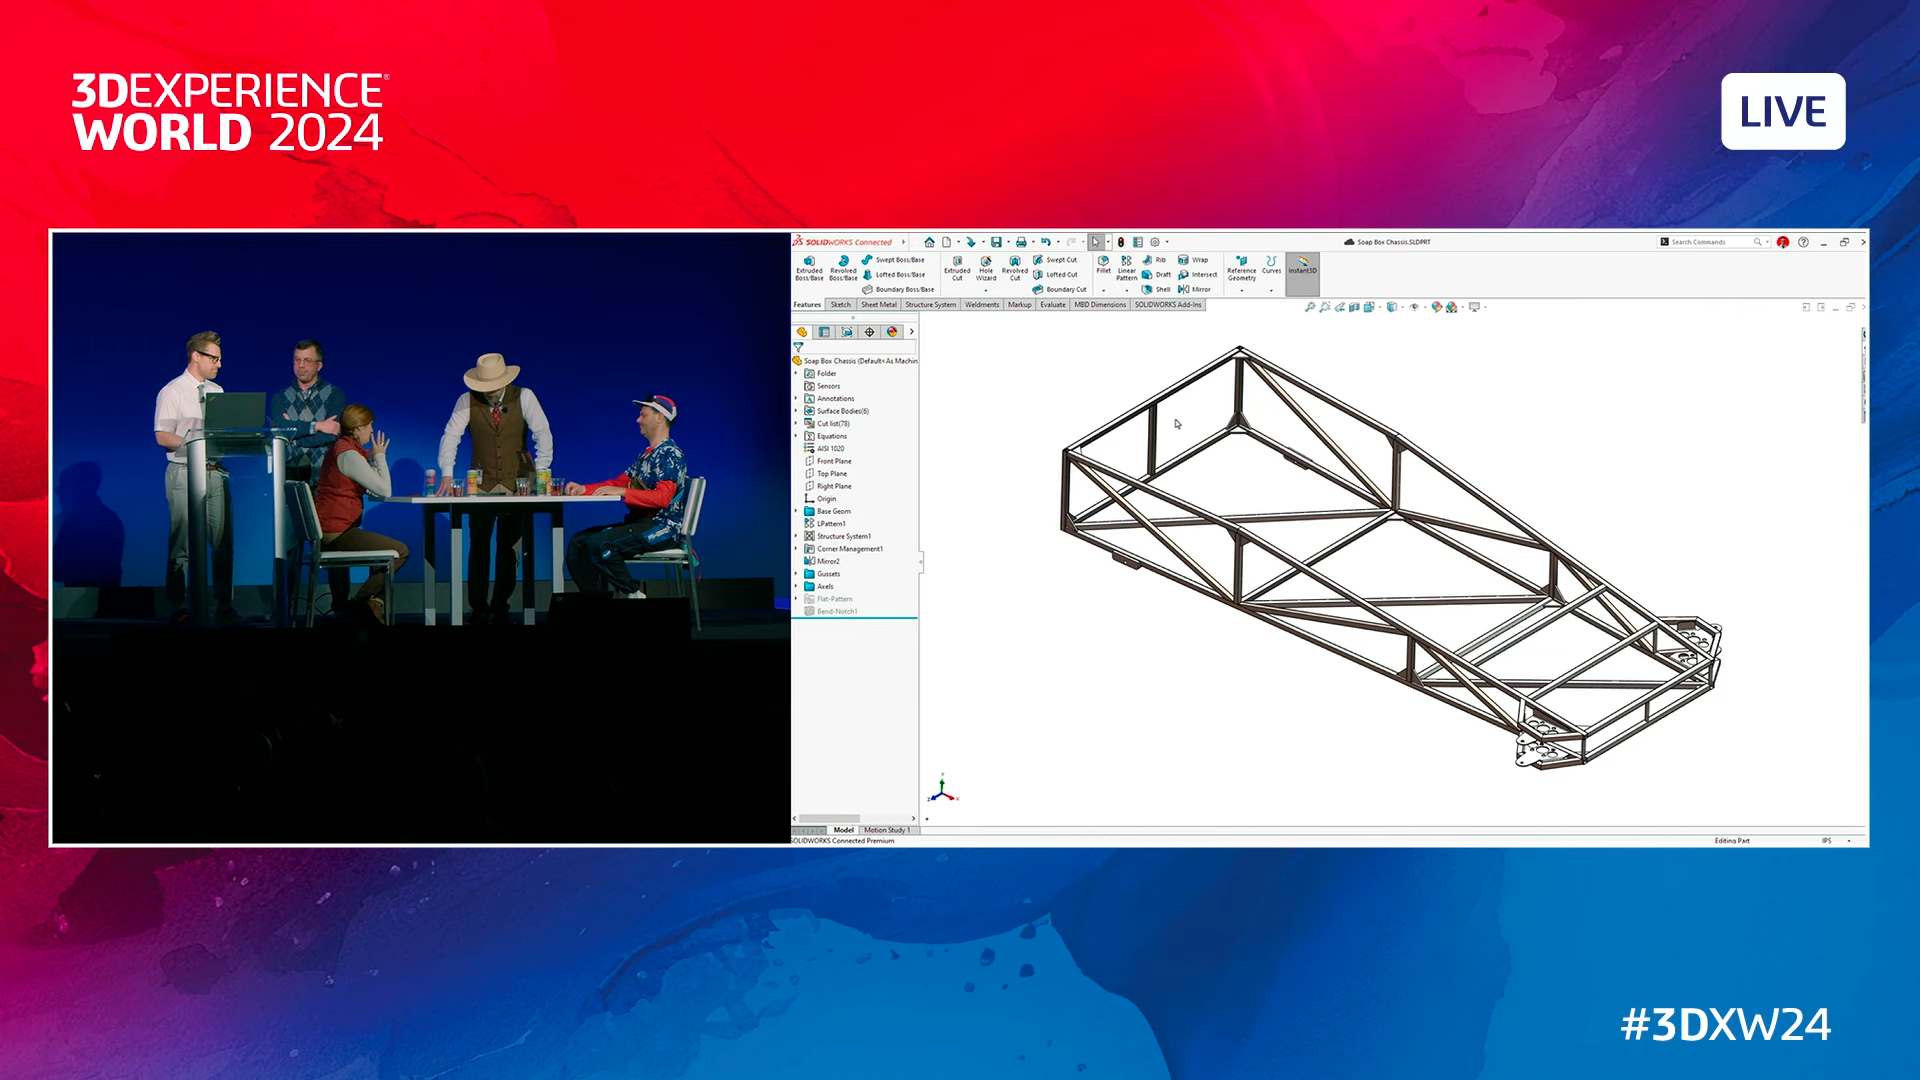 3DEXPERIENCE®
WORLD 2024
LIVE
SOLIDWORKS Connected
Soap Box Chassis.SLDPRT
Search Commands
Extruded Boss/Base
Revolved Boss/Base
Swept Boss/Base
Lofted Boss/Base
Boundary Boss/Base
Extruded Cut
Hole Wizard
Revolved Cut
Swept Cut
Lofted Cut
Boundary Cut
Fillet
Linear Pattern
Rib
Draft
Shell
Wrap
Intersect
Mirror
Reference Geometry
Curves
Instant3D
Features
Sketch
Sheet Metal
Structure System
Weldments
Markup
Evaluate
MBD Dimensions
SOLIDWORKS Add-Ins
Soap Box Chassis (Default<As Machin
Folder
Sensors
Annotations
Surface Bodies(6)
Cut list(78)
Equations
AISI 1020
Front Plane
Top Plane
Right Plane
Origin
Base Geom
LPattern1
Structure System1
Corner Management1
Mirror2
Gussets
Axels
Flat-Pattern
Bend-Notch1
Model
Motion Study 1
SOLIDWORKS Connected Premium
Editing Part
IPS
#3DXW24